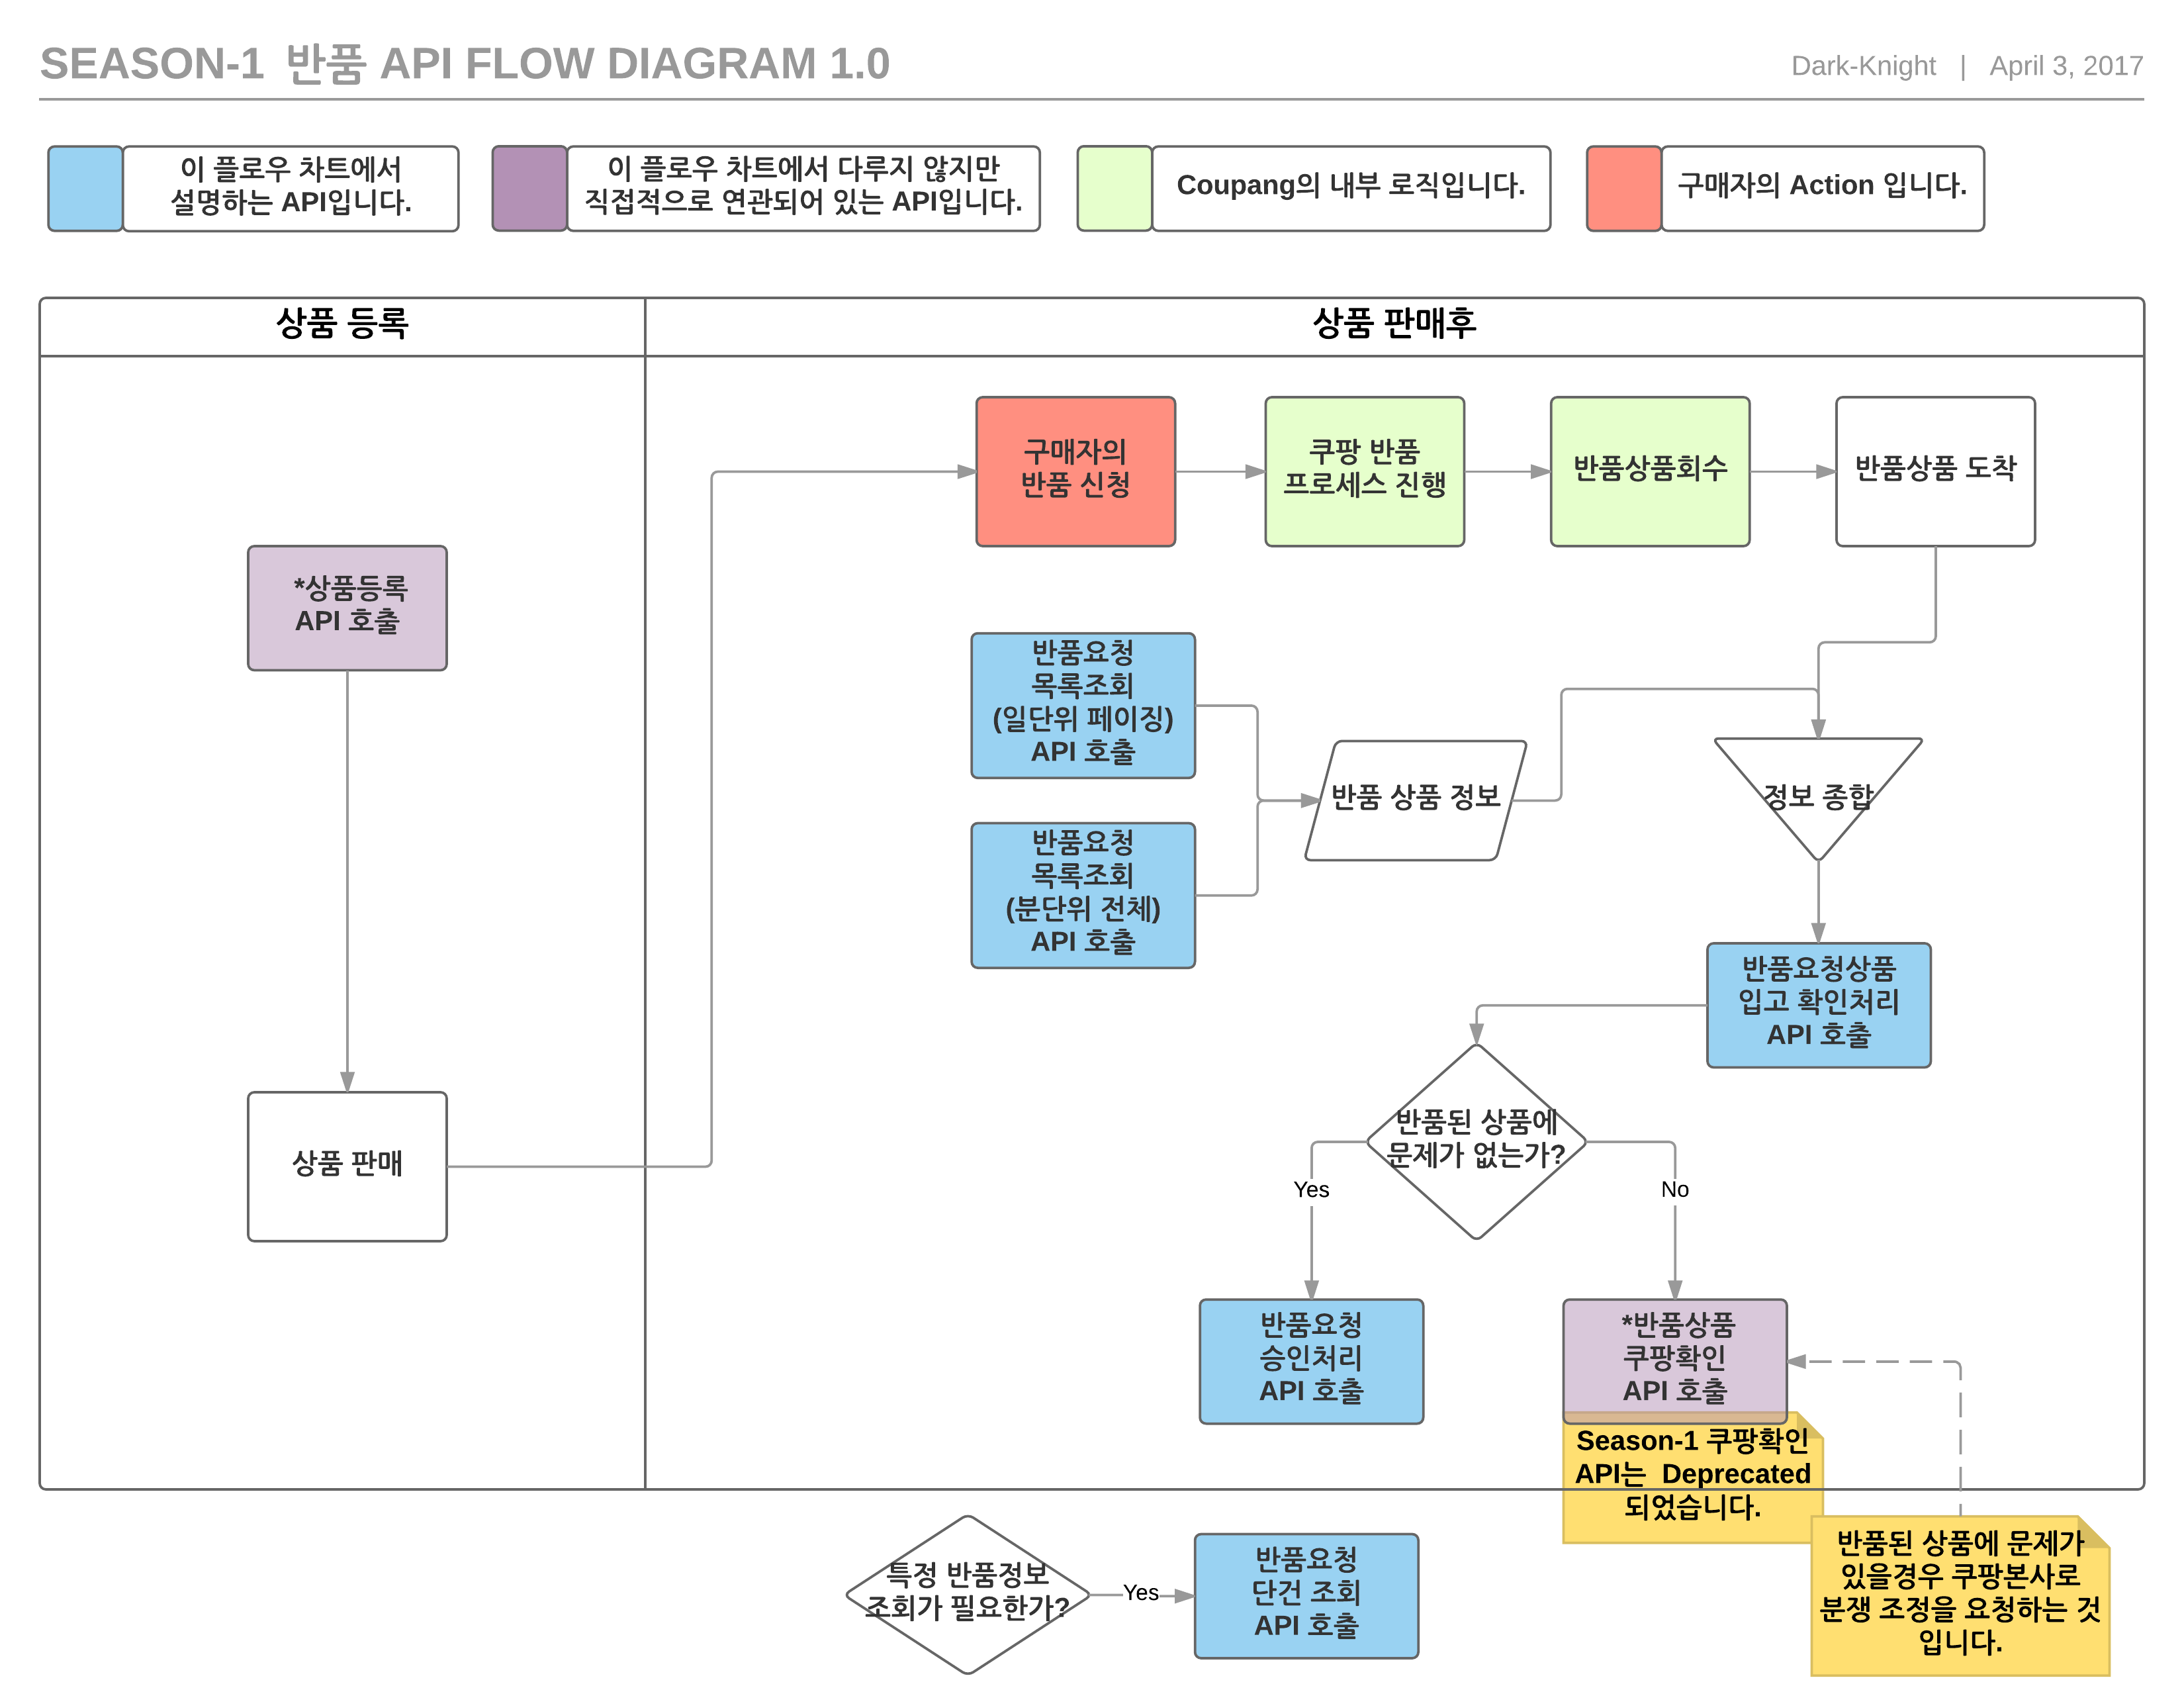 SEASON-1 반품 API FLOW DIAGRAM 1.0
Dark-Knight | April 3, 2017
이 플로우 차트에서
설명하는 API입니다.
이 플로우 차트에서 다루지 않지만
직접적으로 연관되어 있는 API입니다.
Coupang의 내부 로직입니다.
구매자의 Action 입니다.
상품 등록
상품 판매후
*상품등록
API 호출
상품 판매
구매자의
반품 신청
쿠팡 반품
프로세스 진행
반품상품회수
반품상품 도착
반품요청
목록조회
(일단위 페이징)
API 호출
반품요청
목록조회
(분단위 전체)
API 호출
반품 상품 정보
정보 종합
반품요청상품
입고 확인처리
API 호출
반품된 상품에
문제가 없는가?
Yes
No
반품요청
승인처리
API 호출
*반품상품
쿠팡확인
API 호출
Season-1 쿠팡확인
API는 Deprecated
되었습니다.
반품된 상품에 문제가
있을경우 쿠팡본사로
분쟁 조정을 요청하는 것
입니다.
특정 반품정보
조회가 필요한가?
Yes
반품요청
단건 조회
API 호출